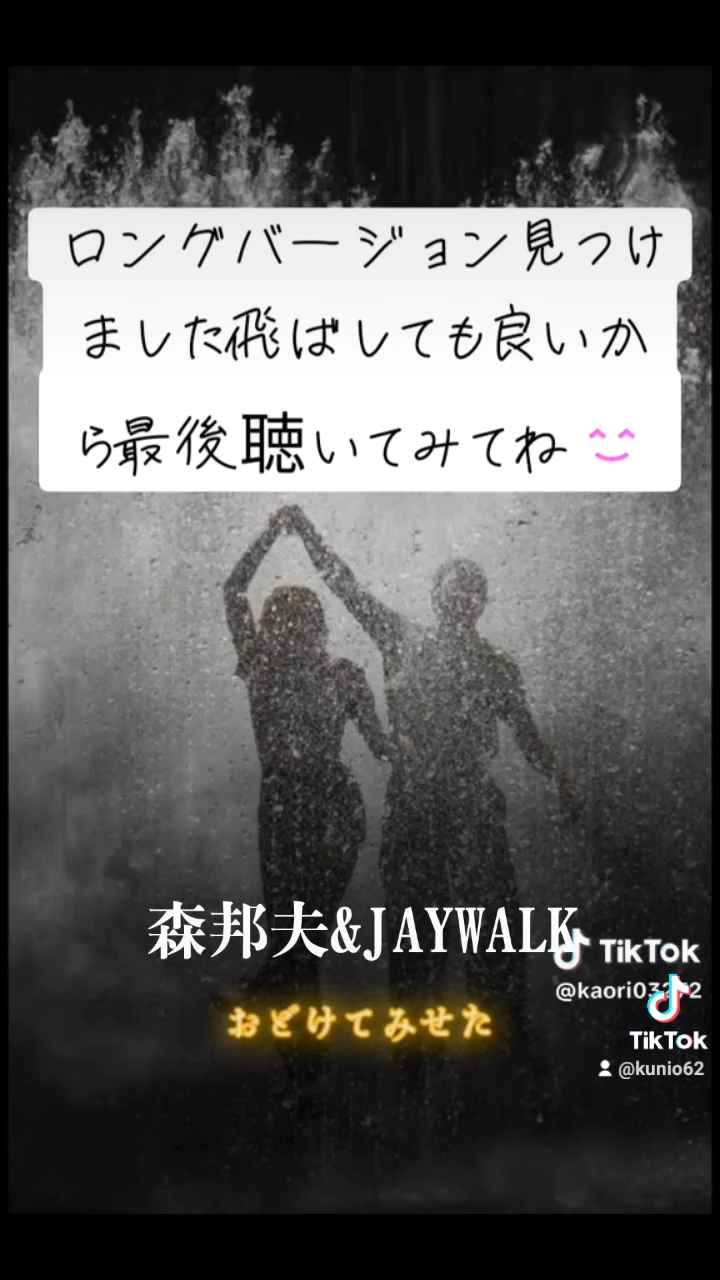 ロングバージョン見つけ
ました飛ばしても良いか
ら最後聴いてみてね
森邦夫&JAYWALK
TikTok
おどけてみせた
TikTok
@kunio62